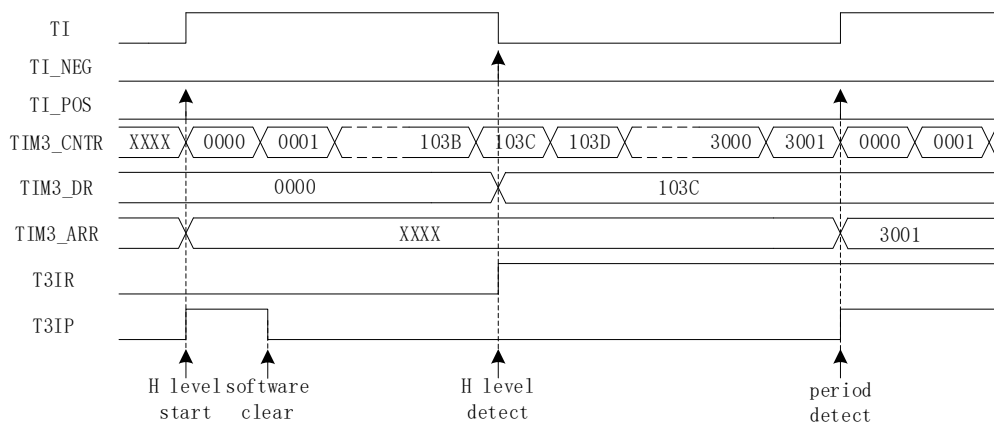 TI
TI_NEG
TI_POS
TIM3_CNTR XXXX 0000 0001 103B 103C 103D 3000 3001 0000 0001
TIM3_DR 0000 103C
TIM3_ARR XXXX 3001
T3IR
T3IP
H level software H level period
start clear detect detect